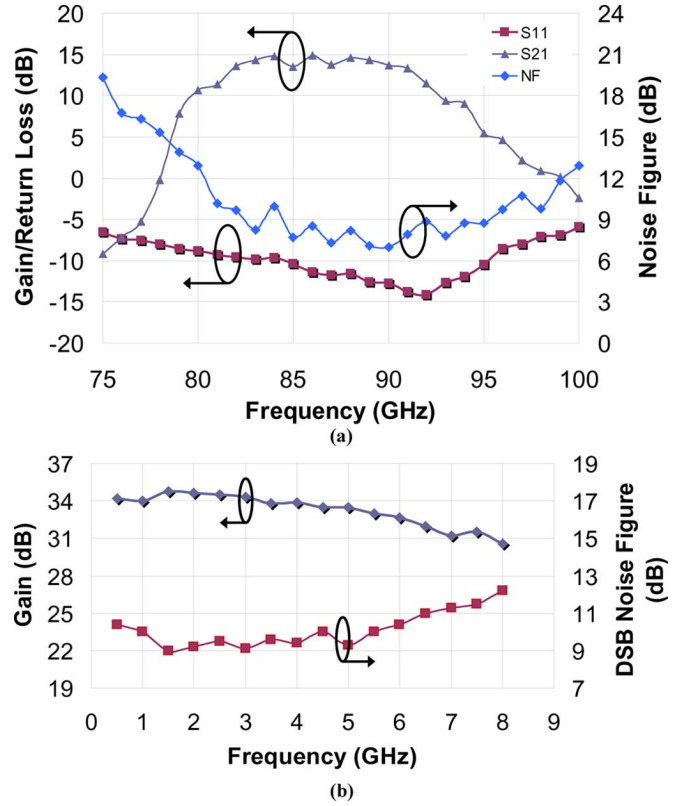 S11
S21
NF
20
15
10
5
0
-5
-10
-15
-20
24
21
18
15
12
9
6
3
0
Gain/Return Loss (dB)
Noise Figure (dB)
75 80 85 90 95 100
Frequency (GHz)
(a)
37
34
31
28
25
22
19
19
17
15
13
11
9
7
Gain (dB)
DSB Noise Figure (dB)
0 1 2 3 4 5 6 7 8 9
Frequency (GHz)
(b)